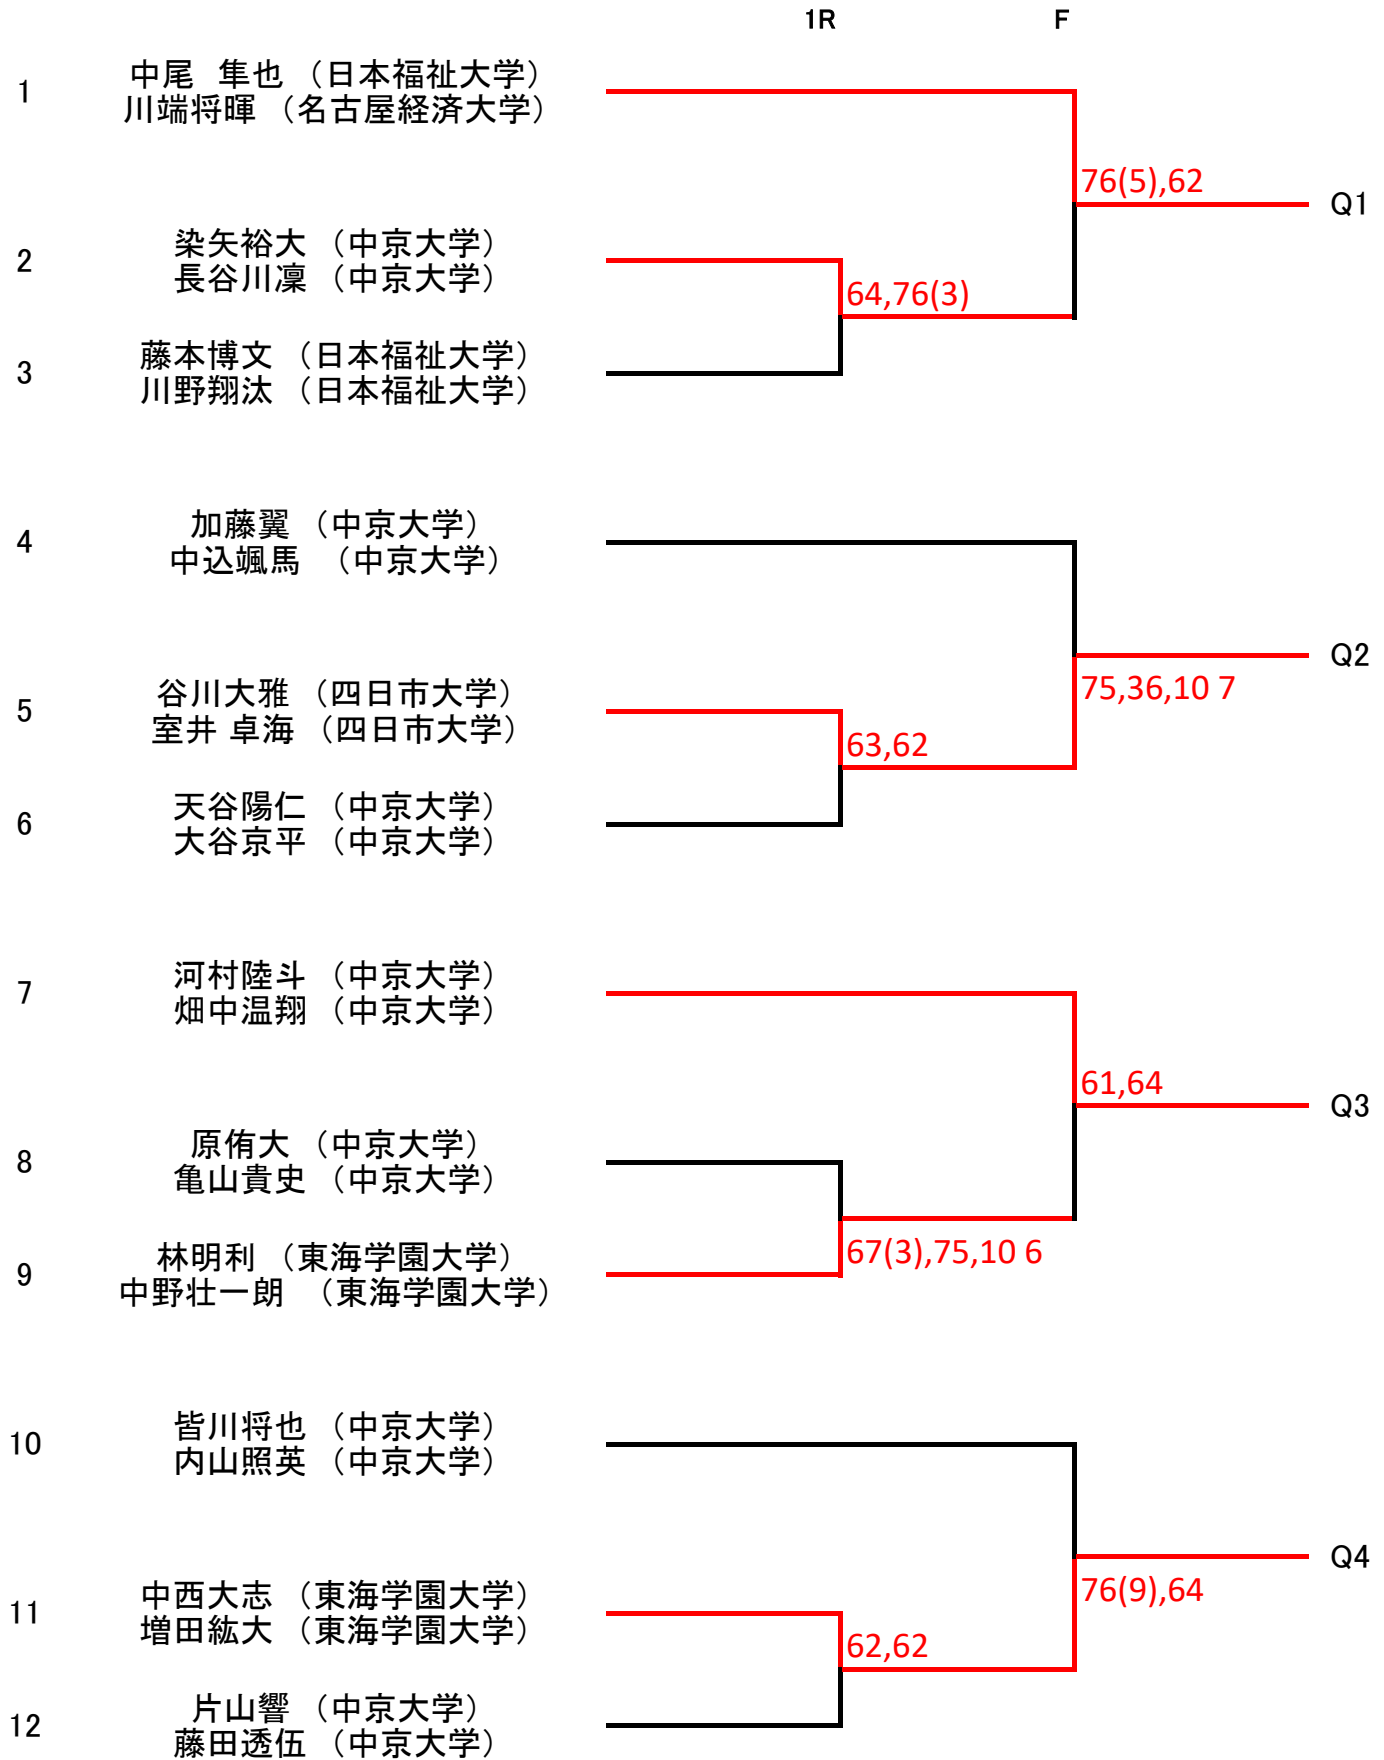 1R F
1 中尾 隼也 （日本福祉大学）
川端将暉 （名古屋経済大学）
76(5),62
Q1
2 染矢裕大 （中京大学）
長谷川凜 （中京大学）
64,76(3)
3 藤本博文 （日本福祉大学）
川野翔汰 （日本福祉大学）
4 加藤翼 （中京大学）
中込颯馬 （中京大学）
Q2
75,36,10 7
5 谷川大雅 （四日市大学）
室井 卓海 （四日市大学）
63,62
6 天谷陽仁 （中京大学）
大谷京平 （中京大学）
7 河村陸斗 （中京大学）
畑中温翔 （中京大学）
61,64
Q3
8 原侑大 （中京大学）
亀山貴史 （中京大学）
67(3),75,10 6
9 林明利 （東海学園大学）
中野壮一朗 （東海学園大学）
10 皆川将也 （中京大学）
内山照英 （中京大学）
Q4
76(9),64
11 中西大志 （東海学園大学）
増田紘大 （東海学園大学）
62,62
12 片山響 （中京大学）
藤田透伍 （中京大学）